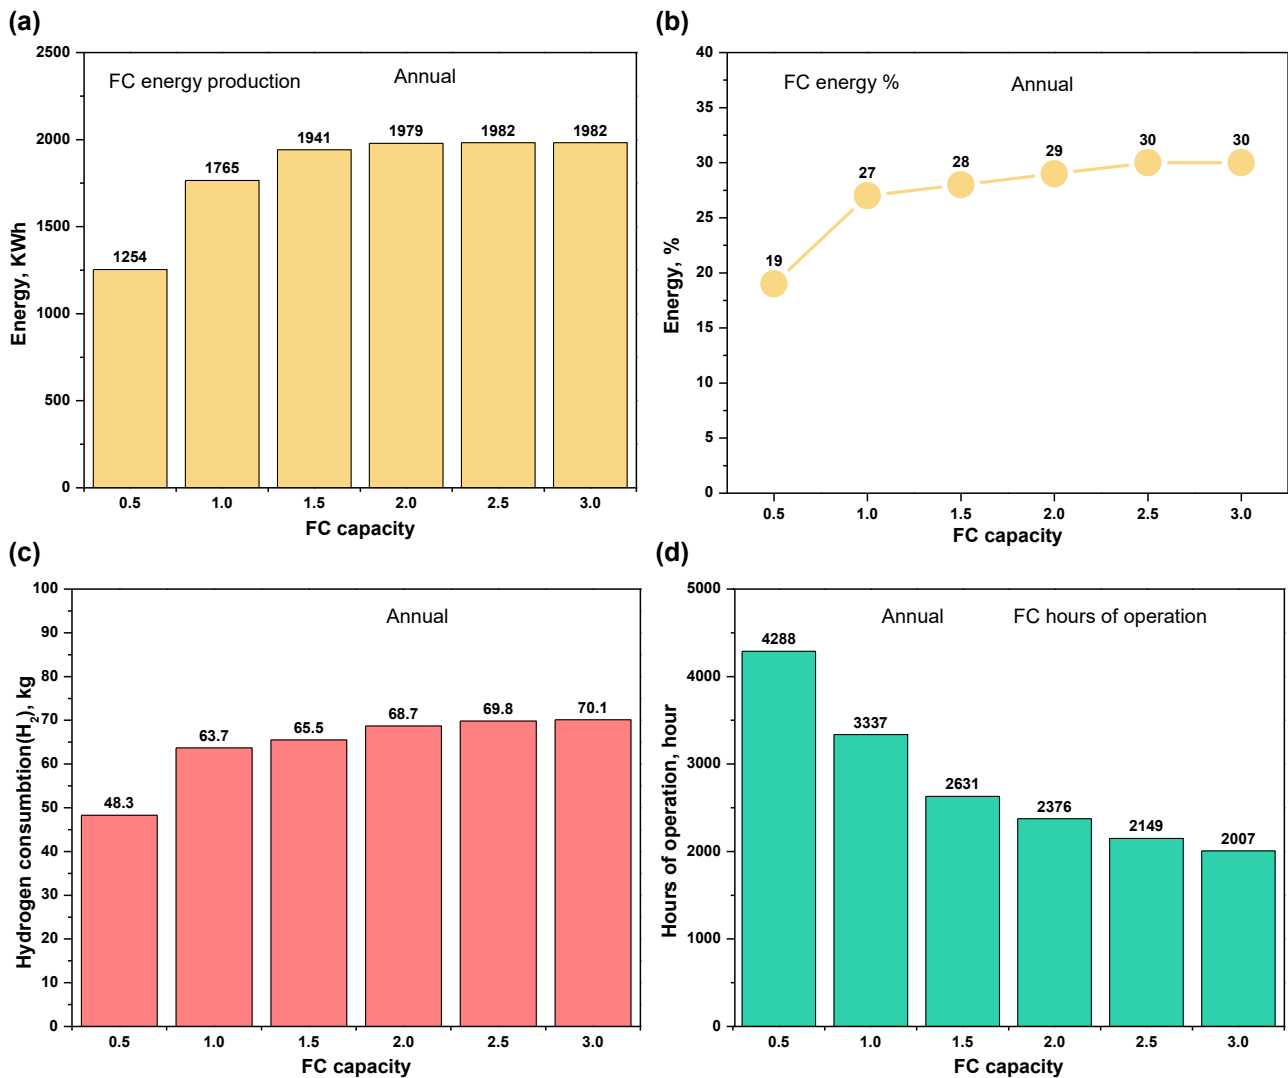 (a)
FC energy production
Annual
2500
2000
1500
1000
500
0
Energy, KWh
1254
1765
1941
1979
1982
1982
0.5 1.0 1.5 2.0 2.5 3.0
FC capacity
(b)
FC energy %
Annual
40
35
30
25
20
15
10
5
0
Energy, %
19
27
28
29
30
30
0.5 1.0 1.5 2.0 2.5 3.0
FC capacity
(c)
Annual
100
90
80
70
60
50
40
30
20
10
0
Hydrogen consumbtion(H₂), kg
48.3
63.7
65.5
68.7
69.8
70.1
0.5 1.0 1.5 2.0 2.5 3.0
FC capacity
(d)
Annual
FC hours of operation
5000
4000
3000
2000
1000
0
Hours of operation, hour
4288
3337
2631
2376
2149
2007
0.5 1.0 1.5 2.0 2.5 3.0
FC capacity